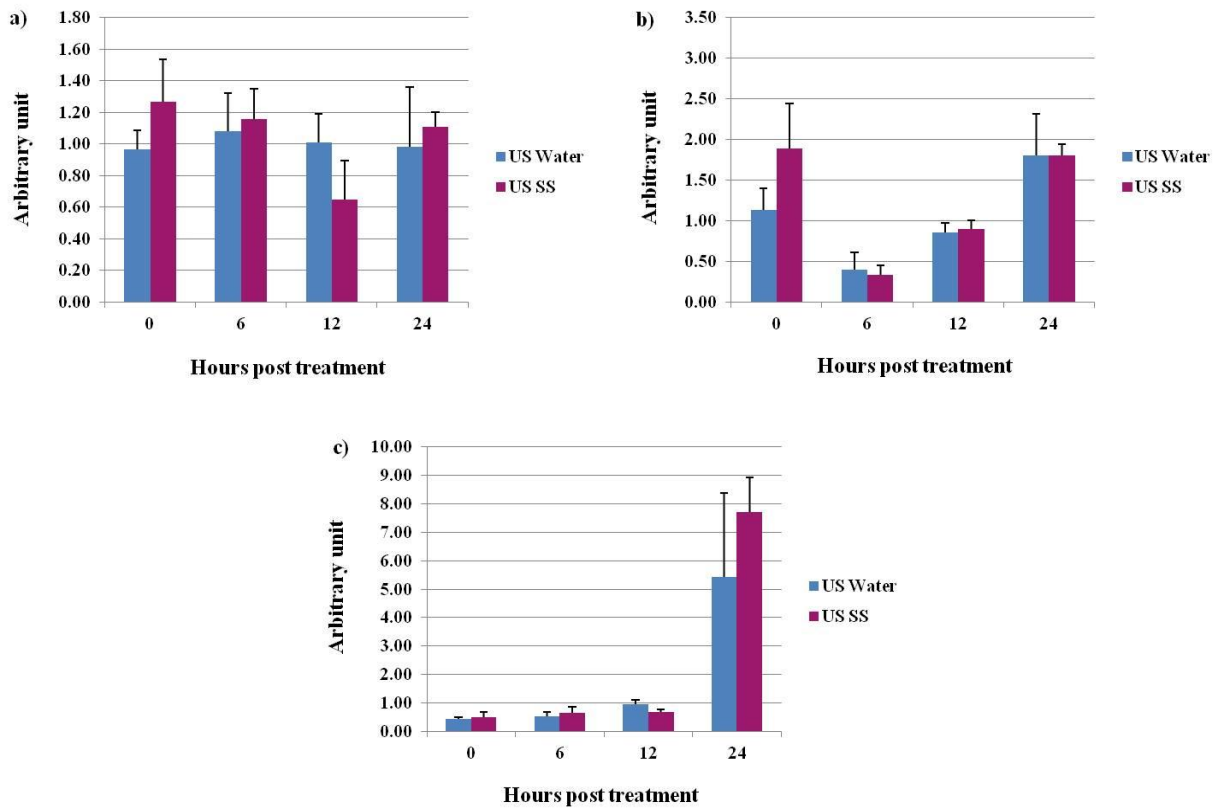 a)
1.80
1.60
1.40
1.20
1.00
0.80
0.60
0.40
0.20
0.00
Arbitrary unit
0 6 12 24
Hours post treatment
US Water
US SS
b)
3.50
3.00
2.50
2.00
1.50
1.00
0.50
0.00
Arbitrary unit
0 6 12 24
Hours post treatment
US Water
US SS
c)
10.00
9.00
8.00
7.00
6.00
5.00
4.00
3.00
2.00
1.00
0.00
Arbitrary unit
0 6 12 24
Hours post treatment
US Water
US SS